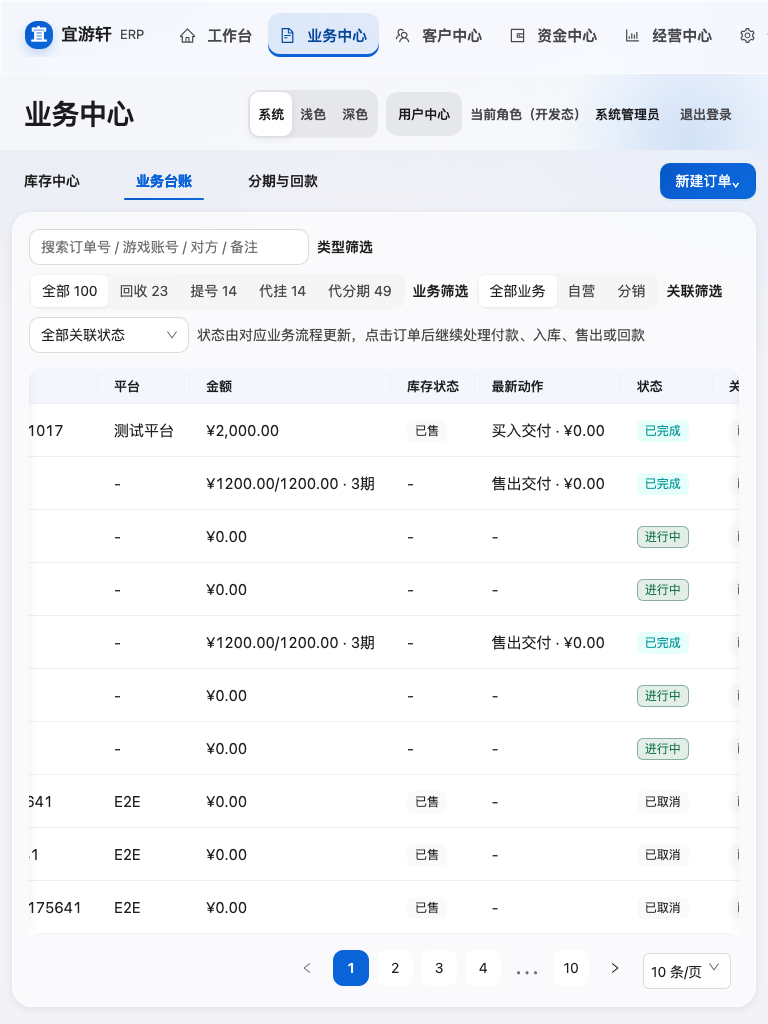 宜 宜游轩 ERP 工作台 业务中心 客户中心 资金中心 经营中心
业务中心 系统 浅色 深色 用户中心 当前角色（开发态） 系统管理员 退出登录
库存中心 业务台账 分期与回款 新建订单
搜索订单号 / 游戏账号 / 对方 / 备注 类型筛选
全部 100 回收 23 提号 14 代挂 14 代分期 49 业务筛选 全部业务 自营 分销 关联筛选
全部关联状态 状态由对应业务流程更新，点击订单后继续处理付款、入库、售出或回款
平台 金额 库存状态 最新动作 状态
1017 测试平台 ¥2,000.00 已售 买入交付 · ¥0.00 已完成
- ¥1200.00/1200.00 · 3期 - 售出交付 · ¥0.00 已完成
- ¥0.00 - - 进行中
- ¥0.00 - - 进行中
- ¥1200.00/1200.00 · 3期 - 售出交付 · ¥0.00 已完成
- ¥0.00 - - 进行中
- ¥0.00 - - 进行中
641 E2E ¥0.00 已售 - 已取消
1 E2E ¥0.00 已售 - 已取消
175641 E2E ¥0.00 已售 - 已取消
< 1 2 3 4 ... 10 > 10 条/页